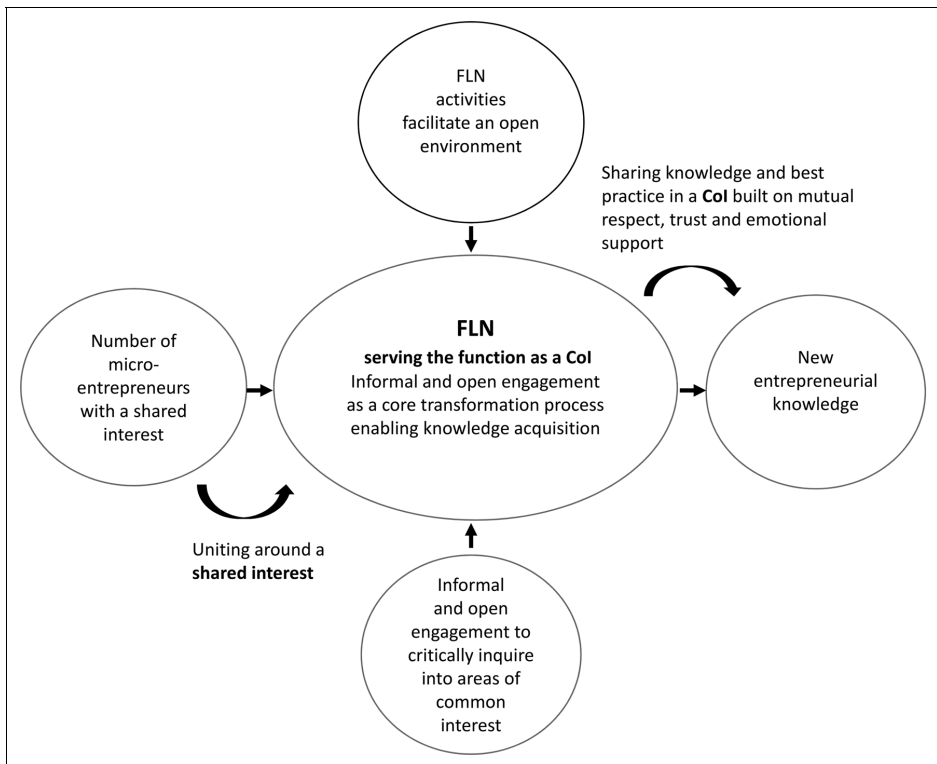 FLN
activities
facilitate an open
environment
Sharing knowledge and best
practice in a CoI built on mutual
respect, trust and emotional
support
Number of
micro-
entrepreneurs
with a shared
interest
FLN
serving the function as a CoI
Informal and open engagement
as a core transformation process
enabling knowledge acquisition
New
entrepreneurial
knowledge
Uniting around a
shared interest
Informal
and open
engagement to
critically inquire
into areas of
common
interest